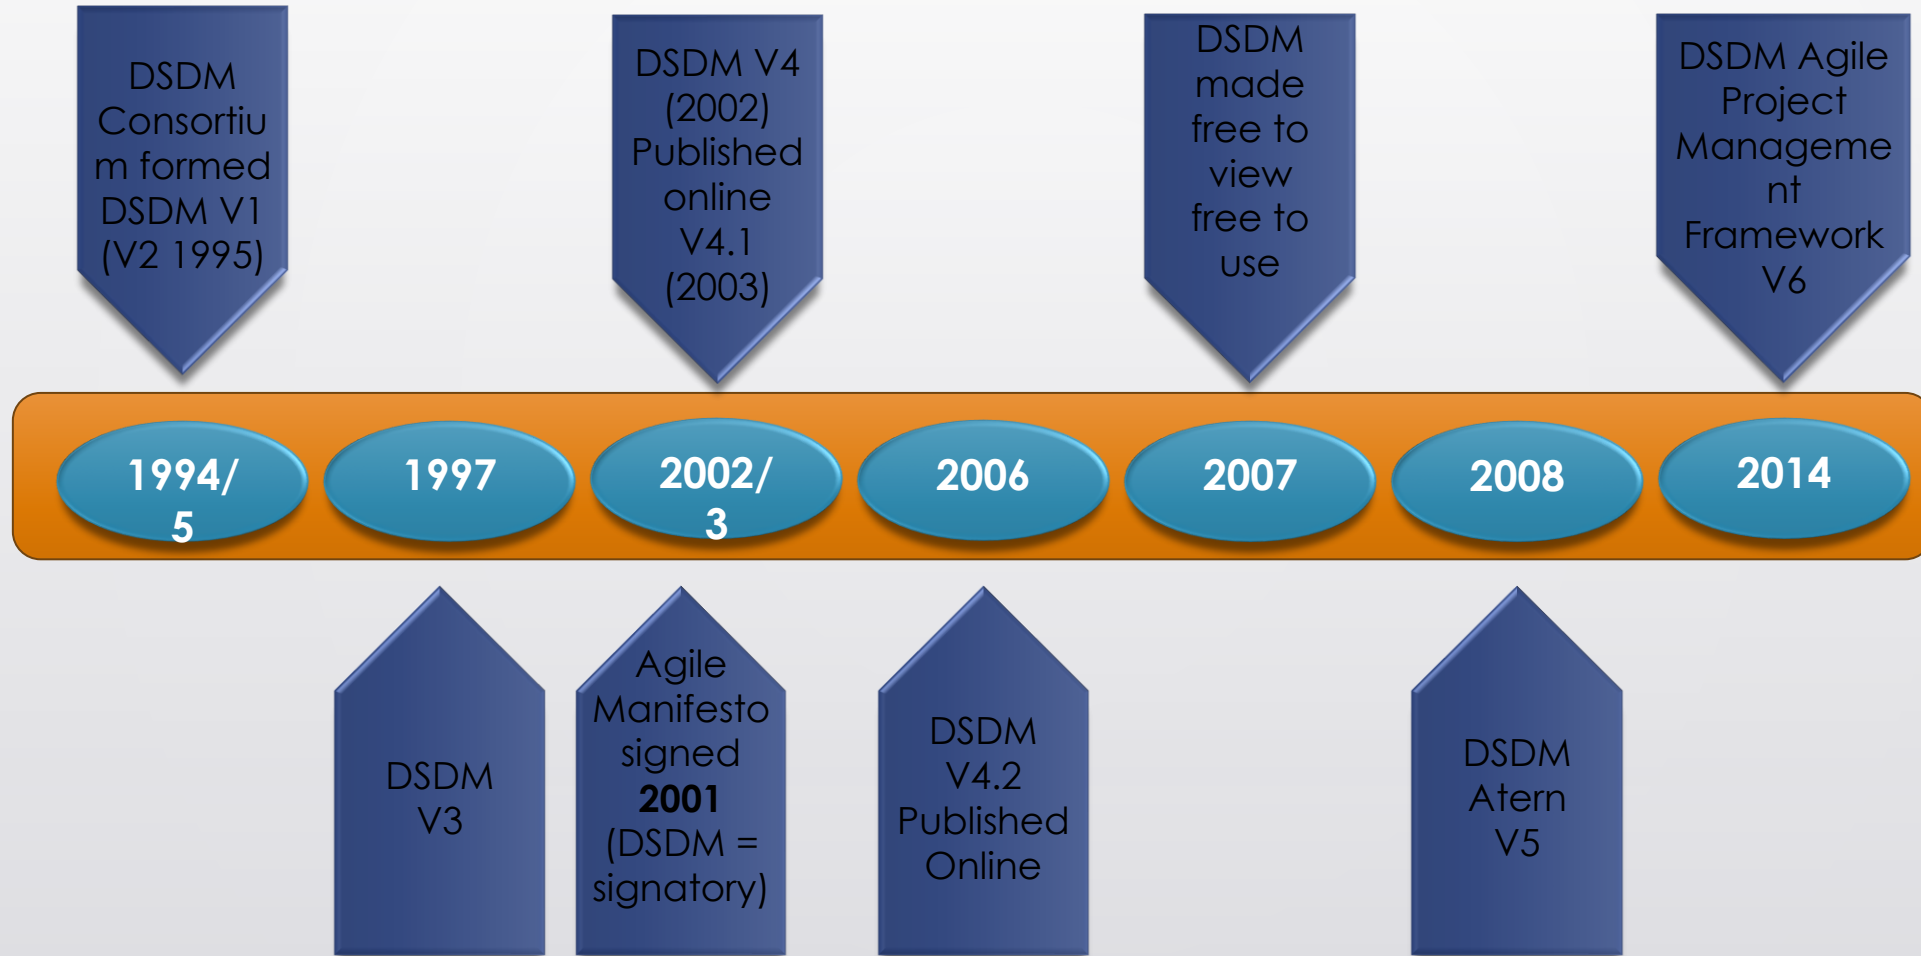 DSDM
Consortiu
m formed
DSDM V1
(V2 1995)
DSDM V4
(2002)
Published
online
V4.1
(2003)
DSDM
made
free to
view
free to
use
DSDM Agile
Project
Manageme
nt
Framework
V6
1994/
5
1997
2002/
3
2006
2007
2008
2014
DSDM
V3
Agile
Manifesto
signed
2001
(DSDM =
signatory)
DSDM
V4.2
Published
Online
DSDM
Atern
V5